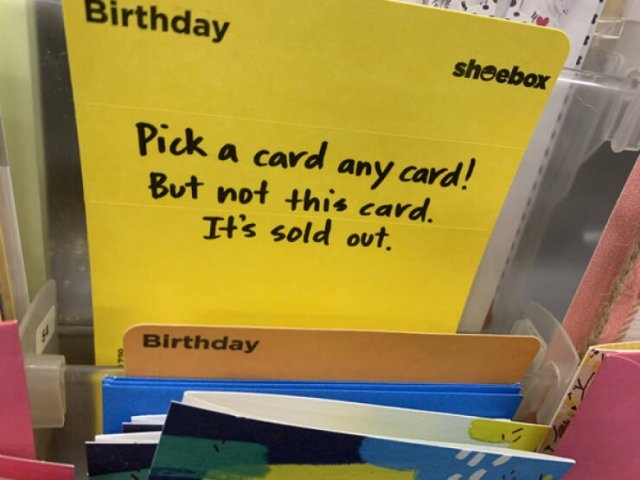 Birthday
shoebox
Pick a card any card!
But not this card.
It's sold out.
Birthday